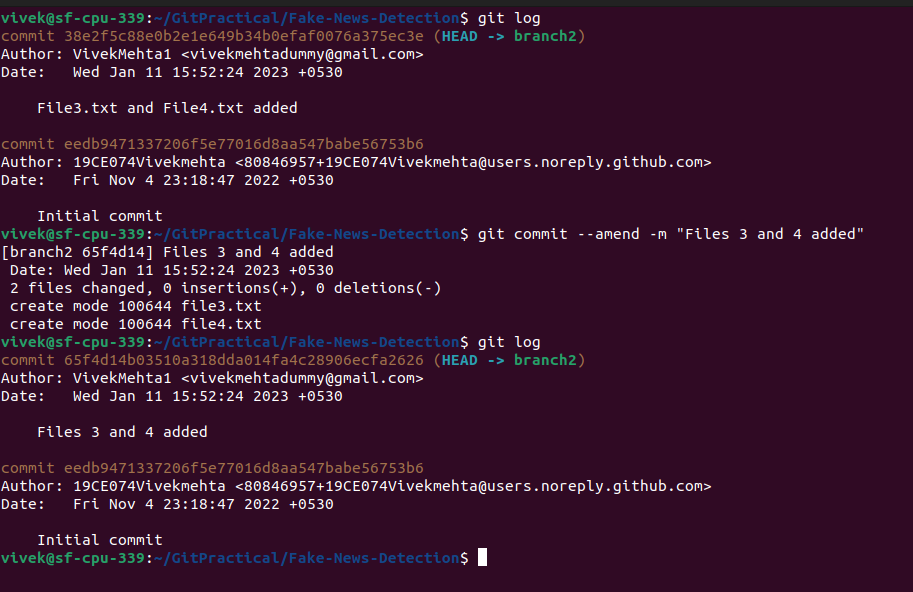 vivek@sf-cpu-339:~/GitPractical/Fake-News-Detection$ git log
commit 38e2f5c88e0b2e1e649b34b0efaf0076a375ec3e (HEAD -> branch2)
Author: VivekMehta1 <vivekmehtadummy@gmail.com>
Date:   Wed Jan 11 15:52:24 2023 +0530
    File3.txt and File4.txt added
commit eedb9471337206f5e77016d8aa547babe56753b6
Author: 19CE074Vivekmehta <80846957+19CE074Vivekmehta@users.noreply.github.com>
Date:   Fri Nov 4 23:18:47 2022 +0530
    Initial commit
vivek@sf-cpu-339:~/GitPractical/Fake-News-Detection$ git commit --amend -m "Files 3 and 4 added"
[branch2 65f4d14] Files 3 and 4 added
 Date: Wed Jan 11 15:52:24 2023 +0530
 2 files changed, 0 insertions(+), 0 deletions(-)
 create mode 100644 file3.txt
 create mode 100644 file4.txt
vivek@sf-cpu-339:~/GitPractical/Fake-News-Detection$ git log
commit 65f4d14b03510a318dda014fa4c28906ecfa2626 (HEAD -> branch2)
Author: VivekMehta1 <vivekmehtadummy@gmail.com>
Date:   Wed Jan 11 15:52:24 2023 +0530
    Files 3 and 4 added
commit eedb9471337206f5e77016d8aa547babe56753b6
Author: 19CE074Vivekmehta <80846957+19CE074Vivekmehta@users.noreply.github.com>
Date:   Fri Nov 4 23:18:47 2022 +0530
    Initial commit
vivek@sf-cpu-339:~/GitPractical/Fake-News-Detection$